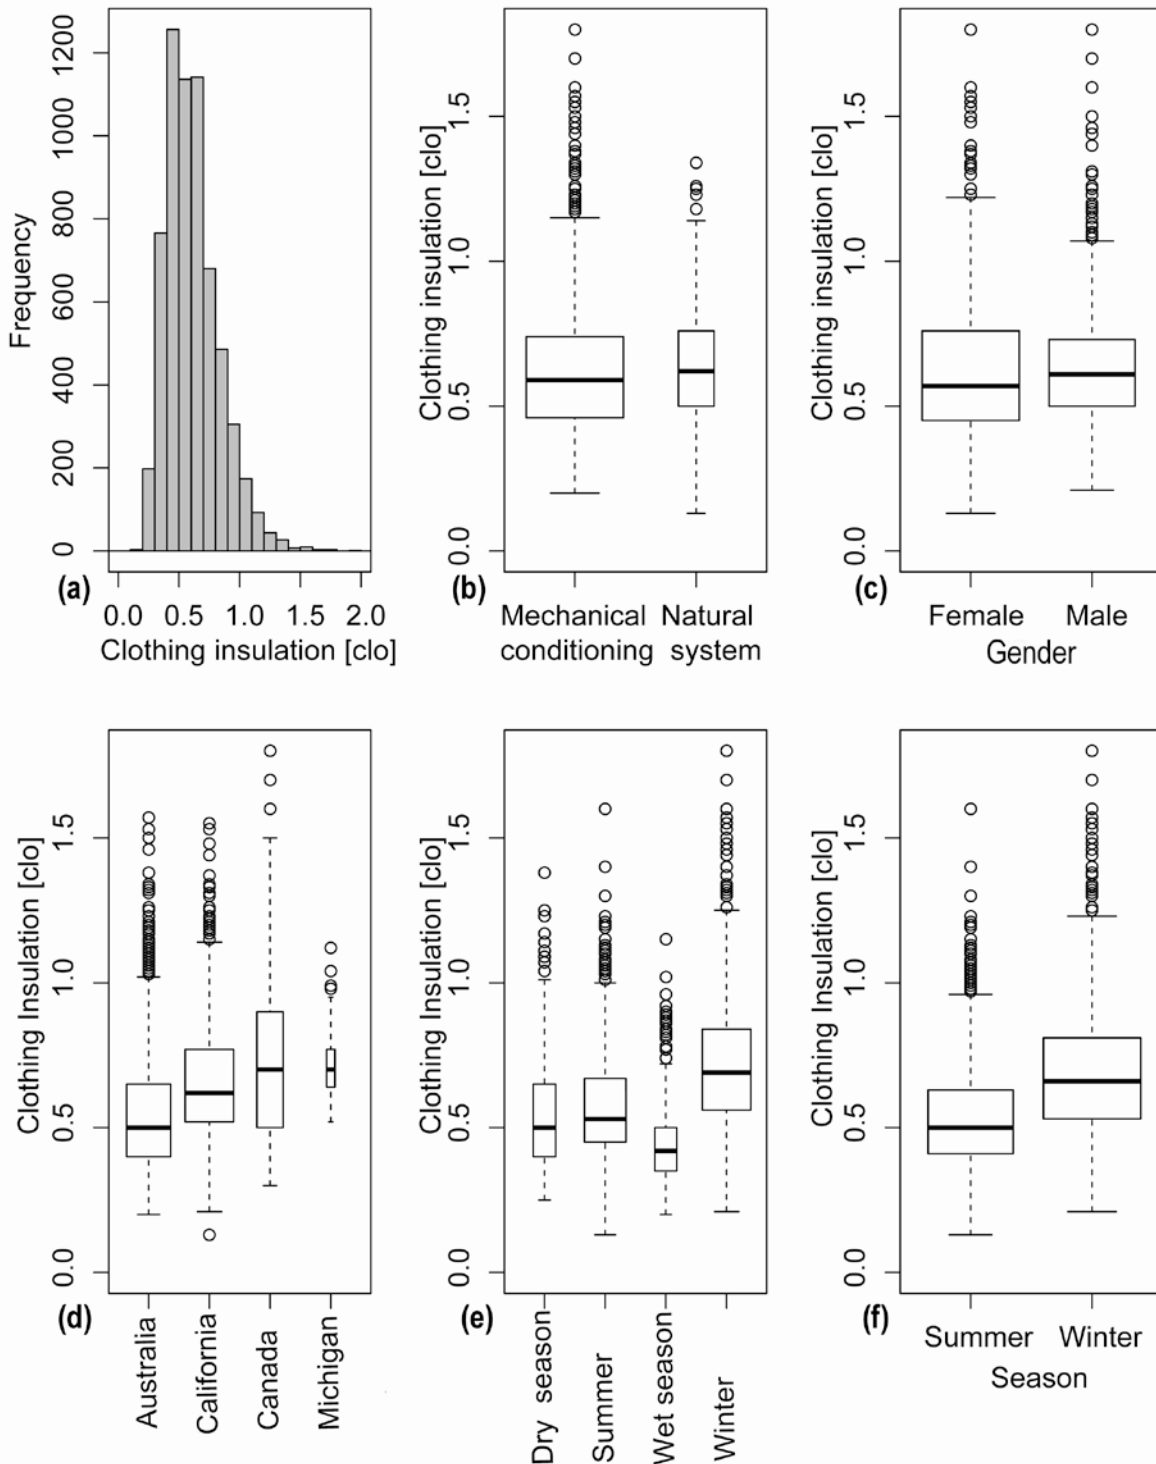 1200
1000
800
600
400
200
0
Frequency
0.0 0.5 1.0 1.5 2.0
Clothing insulation [clo]
(a)
1.5
1.0
0.5
0.0
Clothing insulation [clo]
Mechanical Natural
conditioning system
(b)
1.5
1.0
0.5
0.0
Clothing insulation [clo]
Female Male
Gender
(c)
1.5
1.0
0.5
0.0
Clothing Insulation [clo]
Australia
California
Canada
Michigan
(d)
1.5
1.0
0.5
0.0
Clothing Insulation [clo]
Dry season
Summer
Wet season
Winter
(e)
1.5
1.0
0.5
0.0
Clothing Insulation [clo]
Summer Winter
Season
(f)